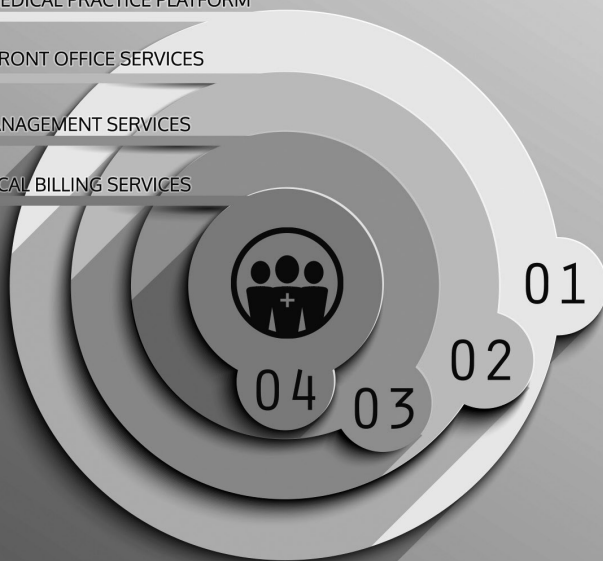 EDICAL PRACTICE PLATFORM
RONT OFFICE SERVICES
NAGEMENT SERVICES
CAL BILLING SERVICES
01
02
04
03